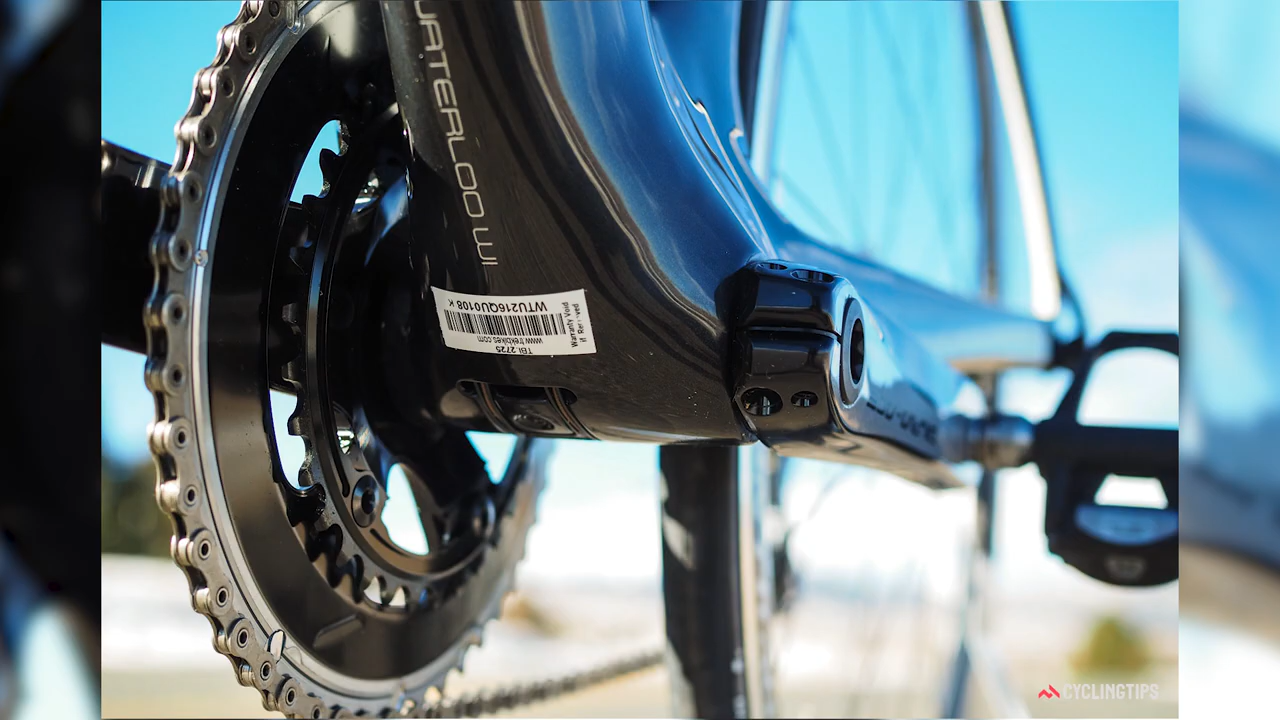 WATERLOO WI
WTU216QU0108 K
www.trekbikes.com
TBI 2725
Warranty Void
if Removed
CYCLINGTIPS